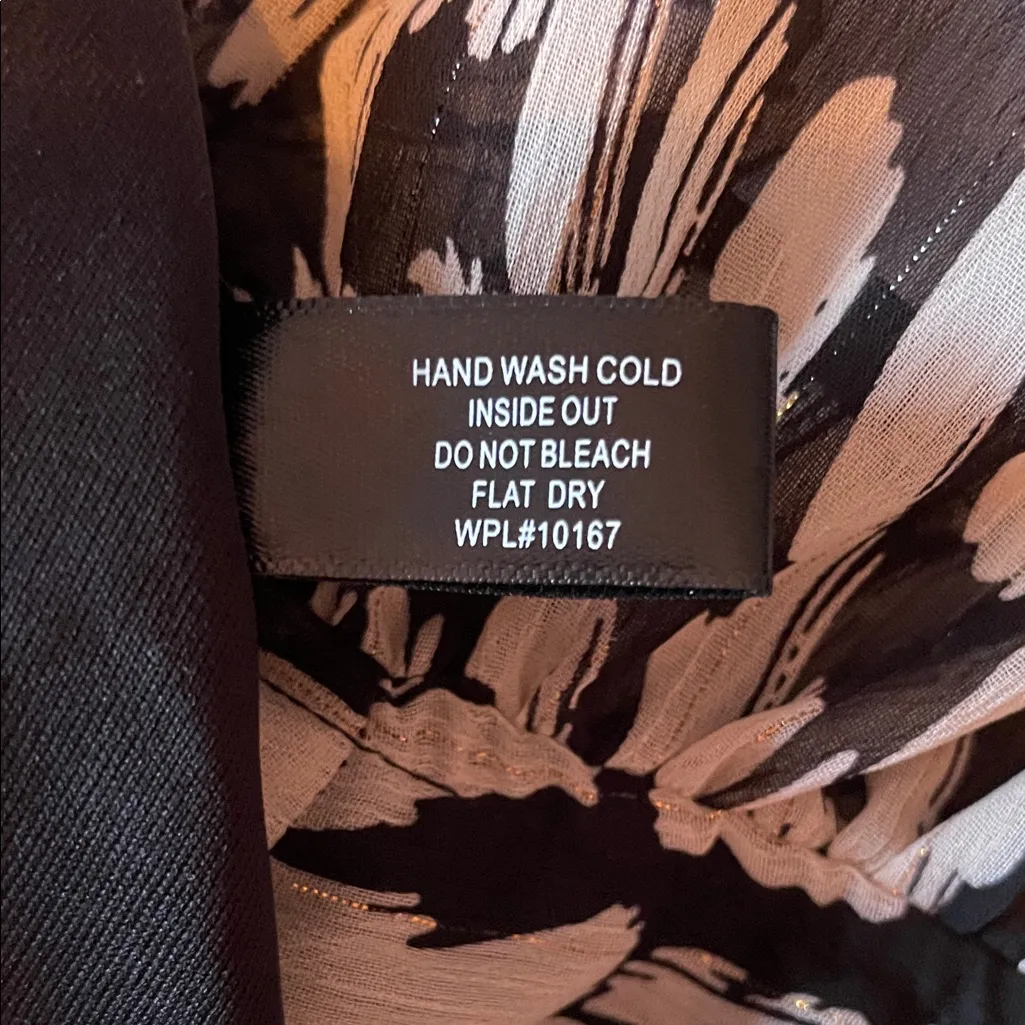 HAND WASH COLD
INSIDE OUT
DO NOT BLEACH
FLAT DRY
WPL#10167